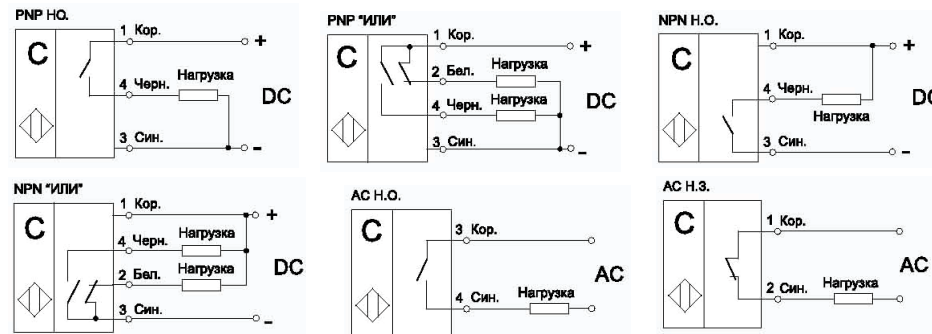 PNP НО.
1 Кор.
+
C
4 Черн.
Нагрузка
DC
3 Син.
-
PNP "ИЛИ"
1 Кор.
+
C
2 Бел.
Нагрузка
4 Черн.
Нагрузка
DC
3 Син.
-
NPN Н.О.
1 Кор.
+
C
4 Черн.
Нагрузка
DC
3 Син.
-
NPN "ИЛИ"
1 Кор.
+
C
4 Черн.
Нагрузка
2 Бел.
Нагрузка
DC
3 Син.
-
AC Н.О.
C
3 Кор.
AC
4 Син.
Нагрузка
AC Н.З.
C
1 Кор.
AC
2 Син.
Нагрузка